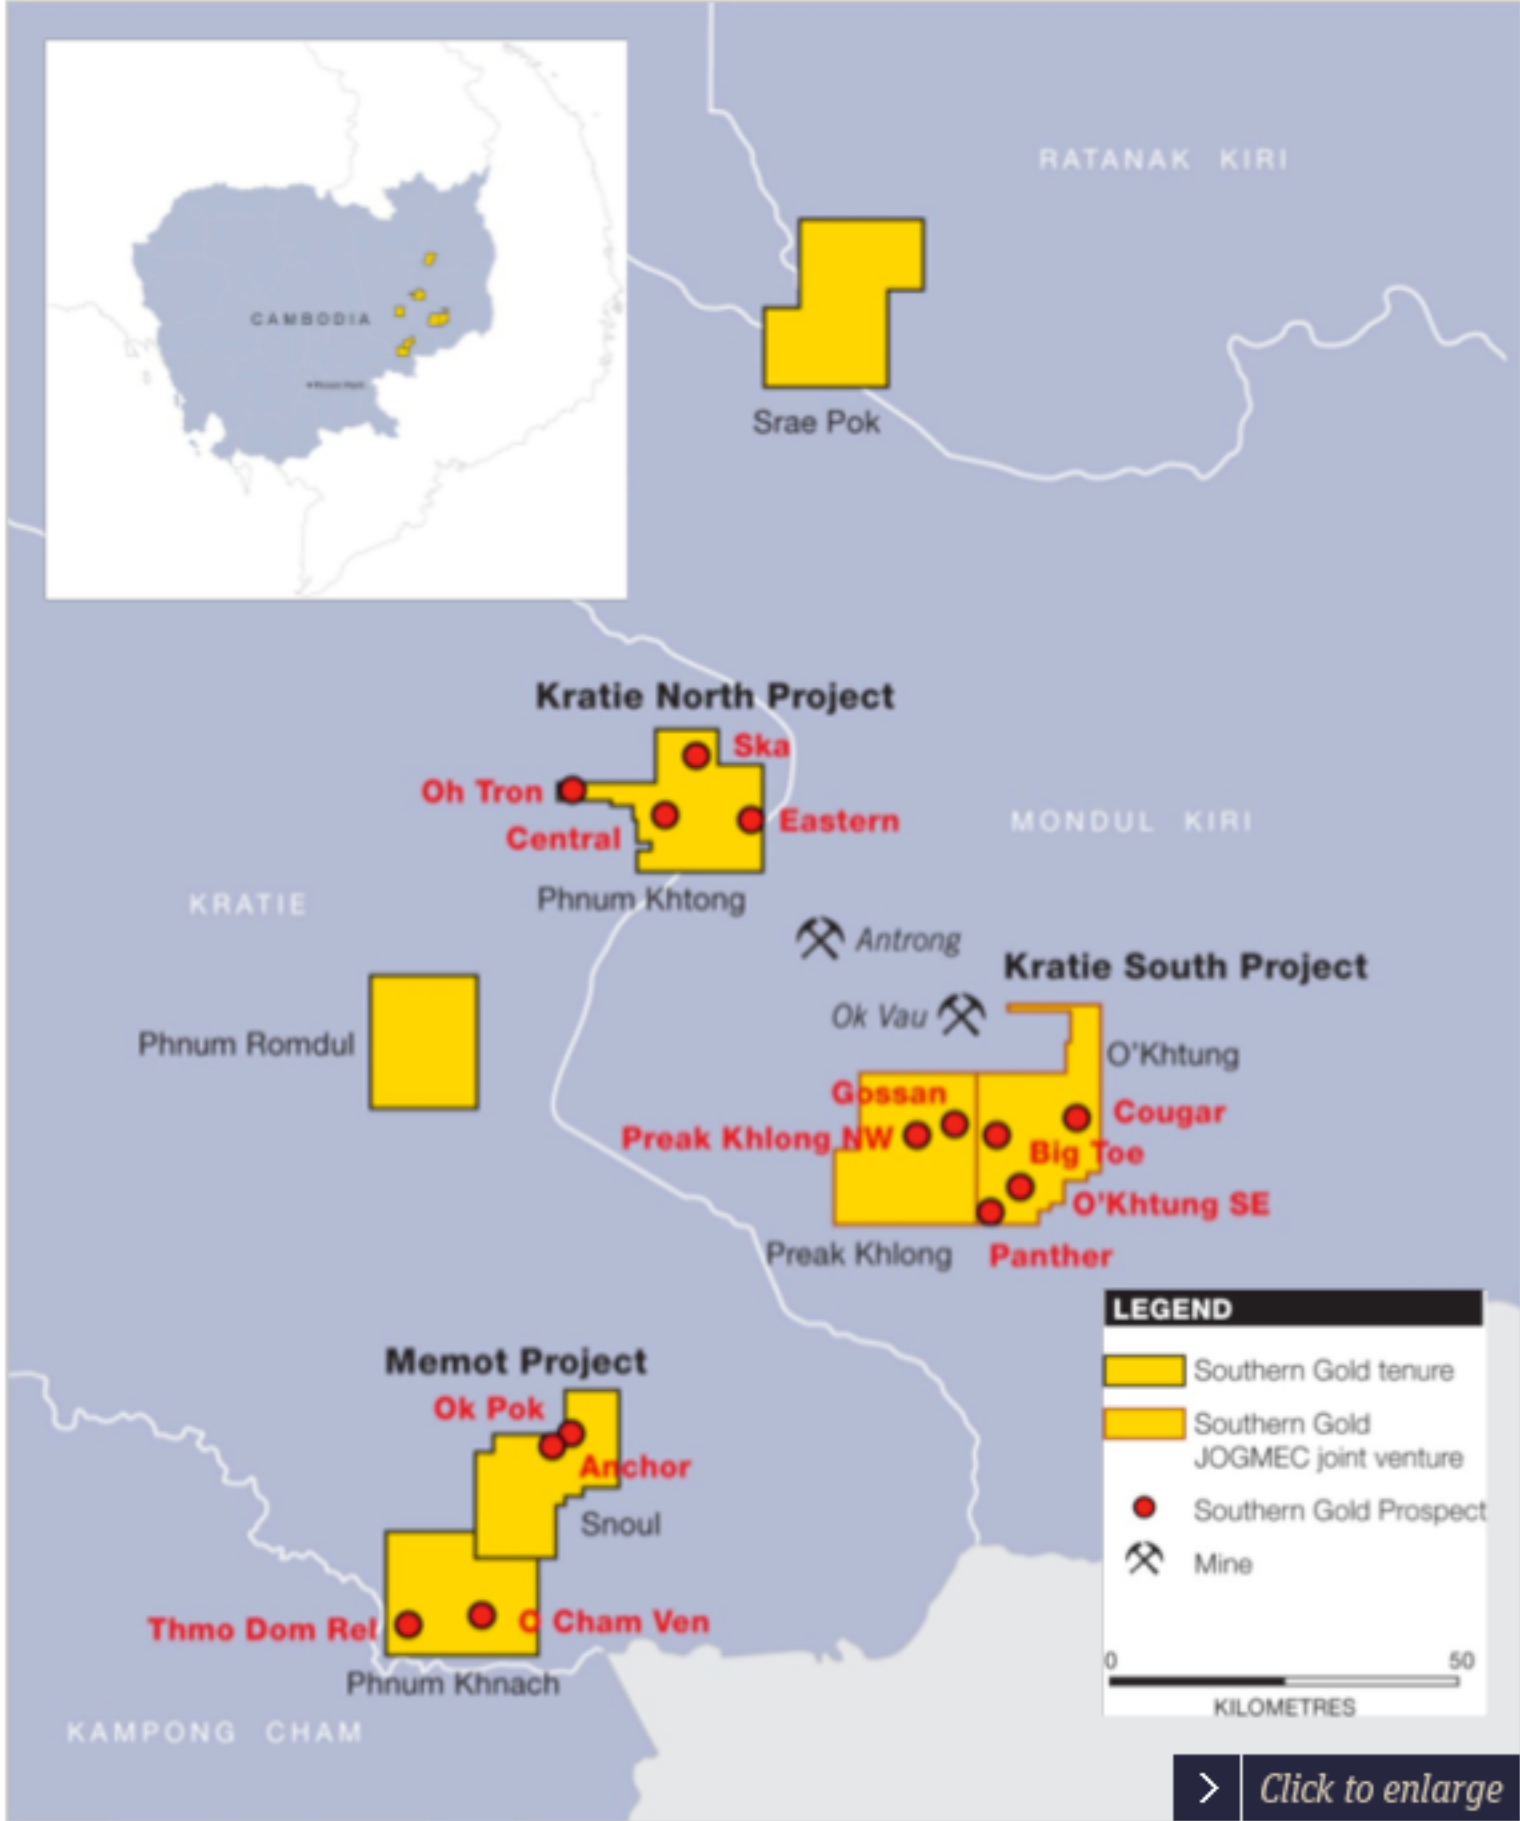 RATANAK KIRI
CAMBODIA
Phnom Penh
Srae Pok
Kratie North Project
Ska
Oh Tron
Eastern
Central
MONDUL KIRI
Phnum Khtong
KRATIE
Antrong
Kratie South Project
Ok Vau
Phnum Romdul
O'Khtung
Gossan
Cougar
Preak Khlong NW
Big Toe
O'Khtung SE
Preak Khlong
Panther
LEGEND
Southern Gold tenure
Southern Gold
JOGMEC joint venture
Southern Gold Prospect
Mine
0 50
KILOMETRES
Memot Project
Ok Pok
Anchor
Snoul
Thmo Dom Rel
O Cham Ven
Phnum Khnach
KAMPONG CHAM
> Click to enlarge